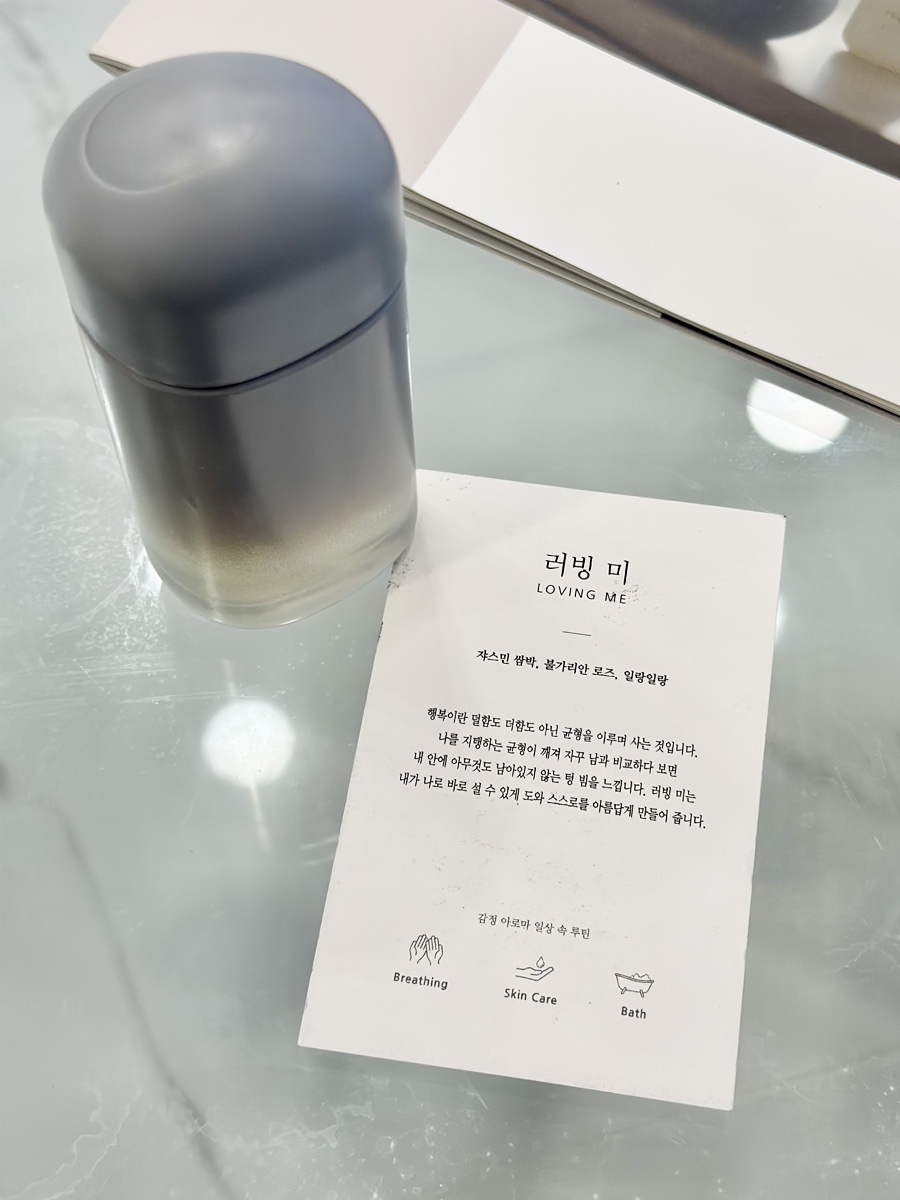 러빙 미
LOVING ME
쟈스민 쌈박, 불가리안 로즈, 일랑일랑
행복이란 덜함도 더함도 아닌 균형을 이루며 사는 것입니다.
나를 지탱하는 균형이 깨져 자꾸 남과 비교하다 보면
내 안에 아무것도 남아있지 않는 텅 빔을 느낍니다. 러빙 미는
내가 나로 바로 설 수 있게 도와 스스로를 아름답게 만들어 줍니다.
감정 아로마 일상 속 루틴
Breathing
Skin Care
Bath